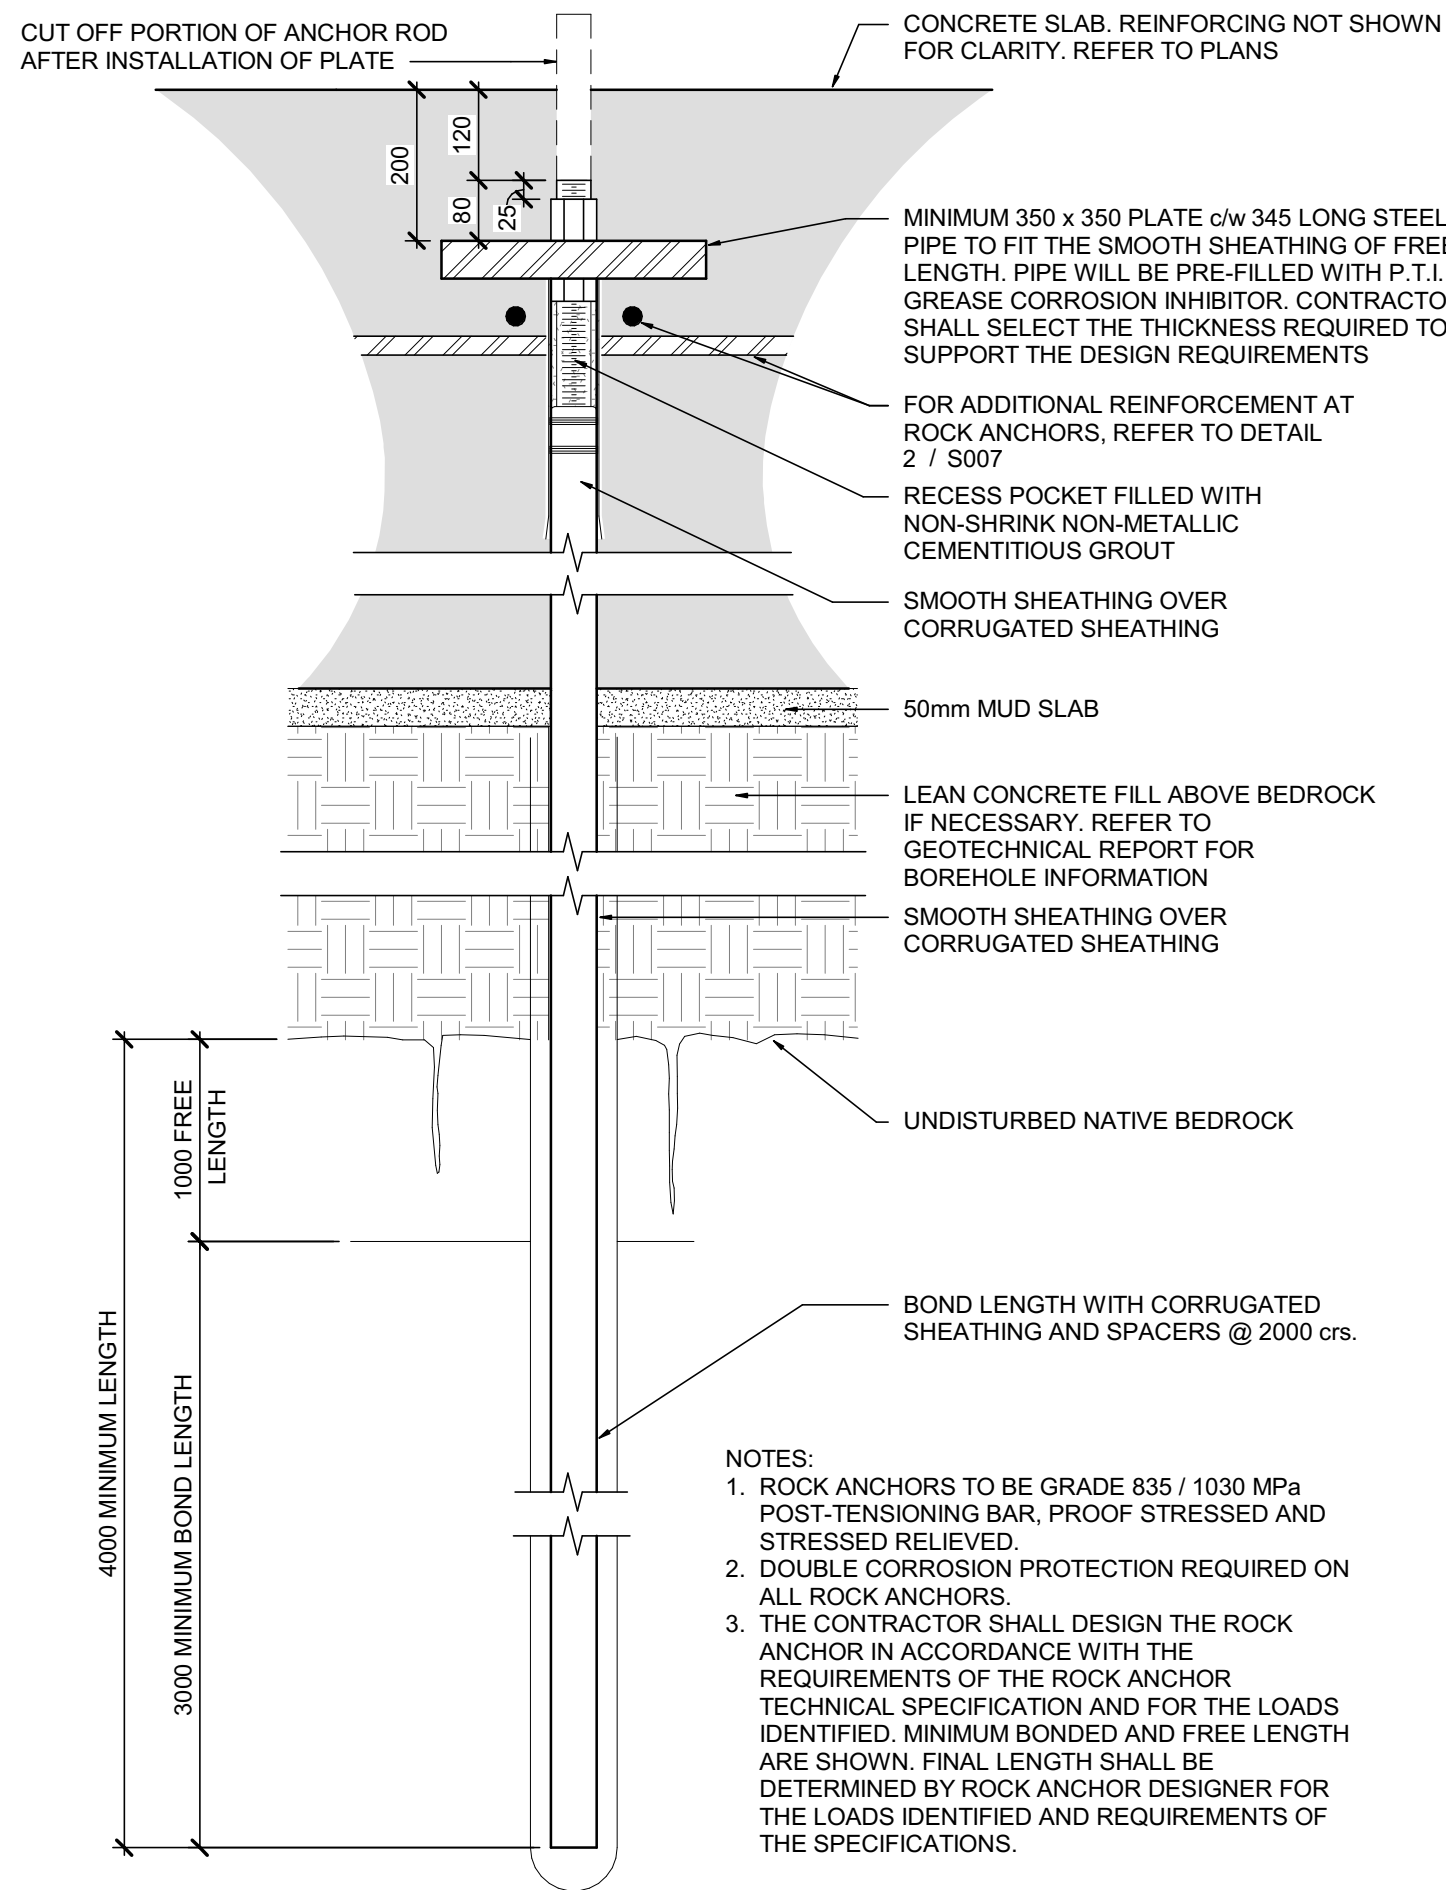 CUT OFF PORTION OF ANCHOR ROD
AFTER INSTALLATION OF PLATE
CONCRETE SLAB. REINFORCING NOT SHOWN
FOR CLARITY. REFER TO PLANS
200
120
80
25
MINIMUM 350 x 350 PLATE c/w 345 LONG STEEL
PIPE TO FIT THE SMOOTH SHEATHING OF FREE
LENGTH. PIPE WILL BE PRE-FILLED WITH P.T.I.
GREASE CORROSION INHIBITOR. CONTRACTO
SHALL SELECT THE THICKNESS REQUIRED TO
SUPPORT THE DESIGN REQUIREMENTS
FOR ADDITIONAL REINFORCEMENT AT
ROCK ANCHORS, REFER TO DETAIL
2 / S007
RECESS POCKET FILLED WITH
NON-SHRINK NON-METALLIC
CEMENTITIOUS GROUT
SMOOTH SHEATHING OVER
CORRUGATED SHEATHING
50mm MUD SLAB
LEAN CONCRETE FILL ABOVE BEDROCK
IF NECESSARY. REFER TO
GEOTECHNICAL REPORT FOR
BOREHOLE INFORMATION
SMOOTH SHEATHING OVER
CORRUGATED SHEATHING
1000 FREE
LENGTH
UNDISTURBED NATIVE BEDROCK
4000 MINIMUM LENGTH
3000 MINIMUM BOND LENGTH
BOND LENGTH WITH CORRUGATED
SHEATHING AND SPACERS @ 2000 crs.
NOTES:
1. ROCK ANCHORS TO BE GRADE 835 / 1030 MPa
POST-TENSIONING BAR, PROOF STRESSED AND
STRESSED RELIEVED.
2. DOUBLE CORROSION PROTECTION REQUIRED ON
ALL ROCK ANCHORS.
3. THE CONTRACTOR SHALL DESIGN THE ROCK
ANCHOR IN ACCORDANCE WITH THE
REQUIREMENTS OF THE ROCK ANCHOR
TECHNICAL SPECIFICATION AND FOR THE LOADS
IDENTIFIED. MINIMUM BONDED AND FREE LENGTH
ARE SHOWN. FINAL LENGTH SHALL BE
DETERMINED BY ROCK ANCHOR DESIGNER FOR
THE LOADS IDENTIFIED AND REQUIREMENTS OF
THE SPECIFICATIONS.